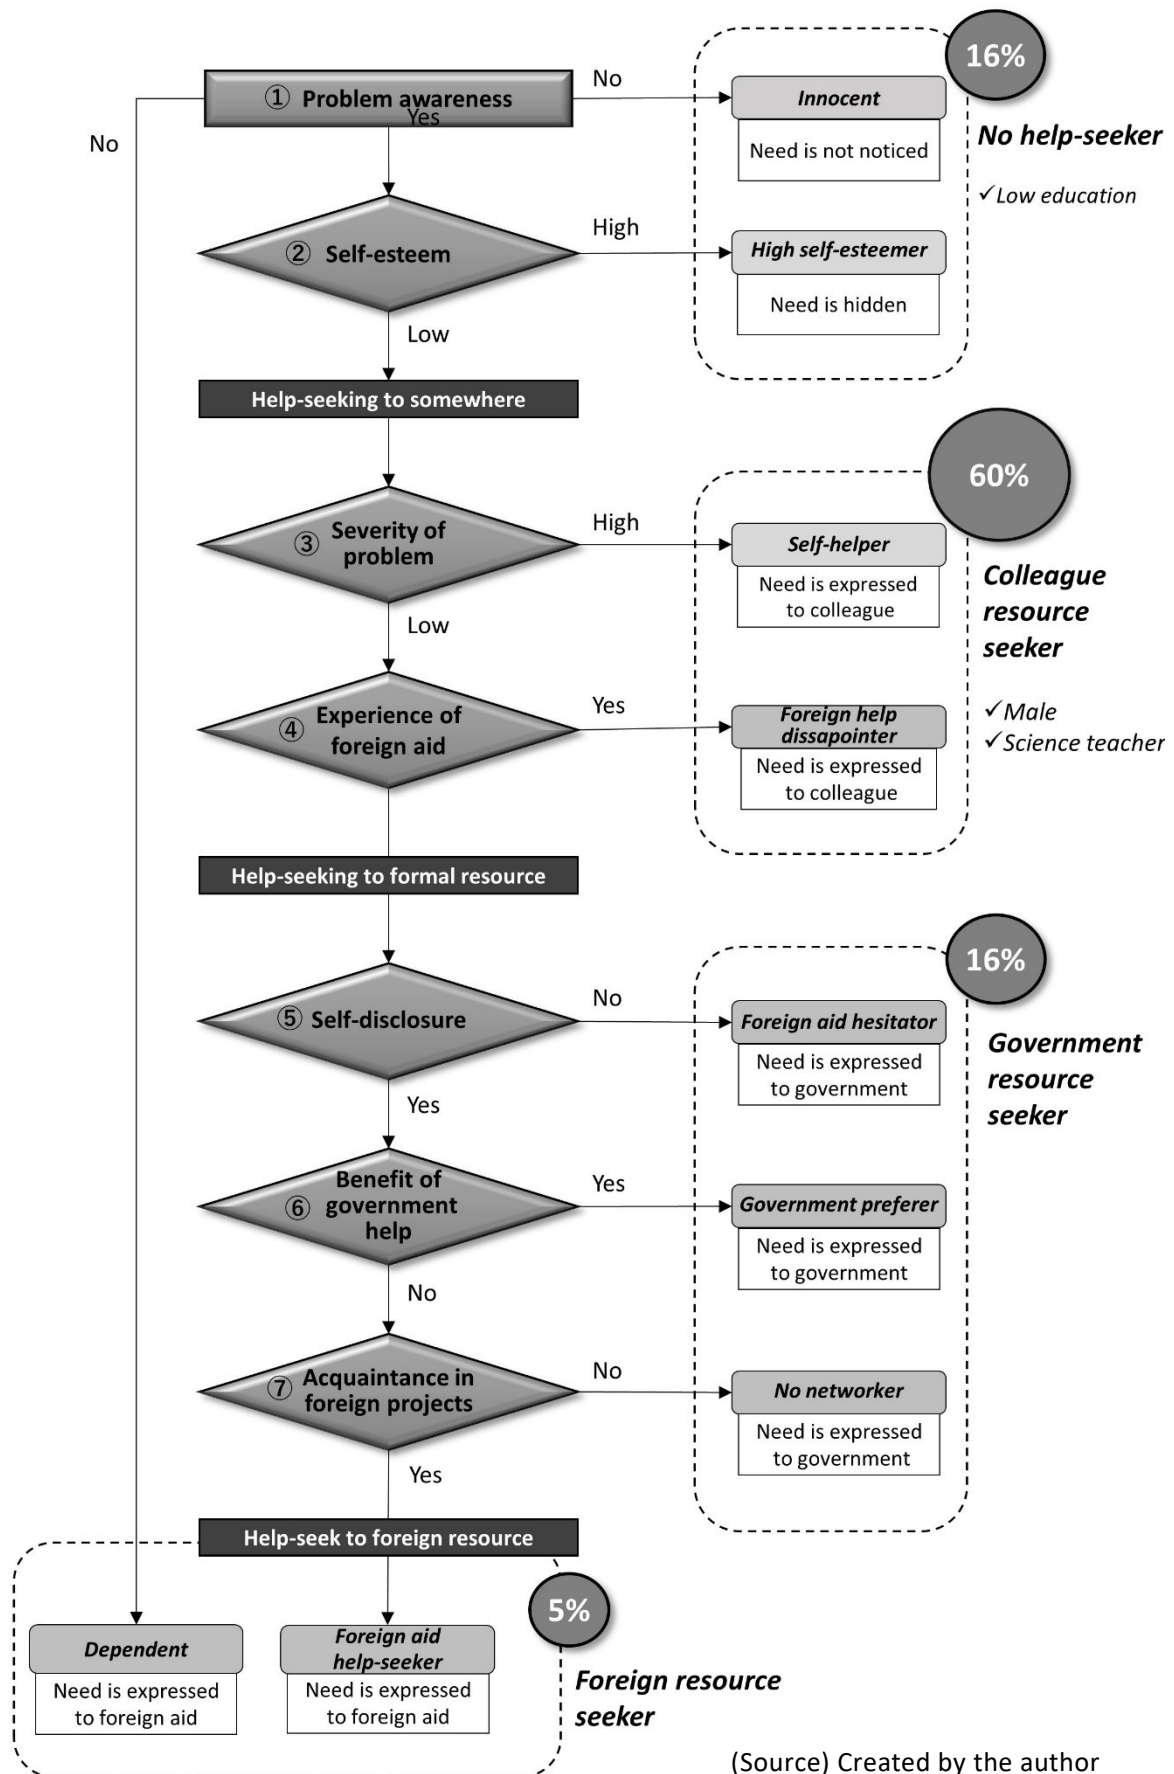 16%
No
① Problem awareness
Yes
No
Innocent
Need is not noticed
No help-seeker
✓Low education
② Self-esteem
High
High self-esteemer
Need is hidden
Low
Help-seeking to somewhere
60%
③ Severity of
problem
High
Self-helper
Need is expressed
to colleague
Colleague
resource
seeker
Low
④ Experience of
foreign aid
Yes
Foreign help
dissapointer
Need is expressed
to colleague
✓Male
✓Science teacher
Help-seeking to formal resource
16%
⑤ Self-disclosure
No
Foreign aid hesitator
Need is expressed
to government
Government
resource
seeker
Yes
⑥ Benefit of
government
help
Yes
Government preferer
Need is expressed
to government
No
⑦ Acquaintance in
foreign projects
No
No networker
Need is expressed
to government
Yes
Help-seek to foreign resource
5%
Dependent
Need is expressed
to foreign aid
Foreign aid
help-seeker
Need is expressed
to foreign aid
Foreign resource
seeker
(Source) Created by the author